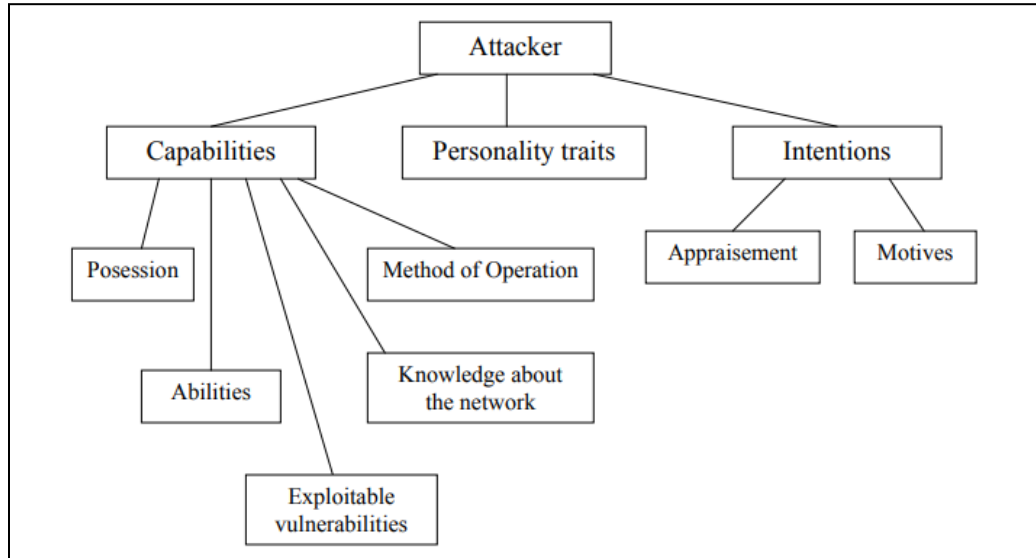 Attacker
Capabilities
Personality traits
Intentions
Posession
Method of Operation
Appraisement
Motives
Abilities
Knowledge about
the network
Exploitable
vulnerabilities